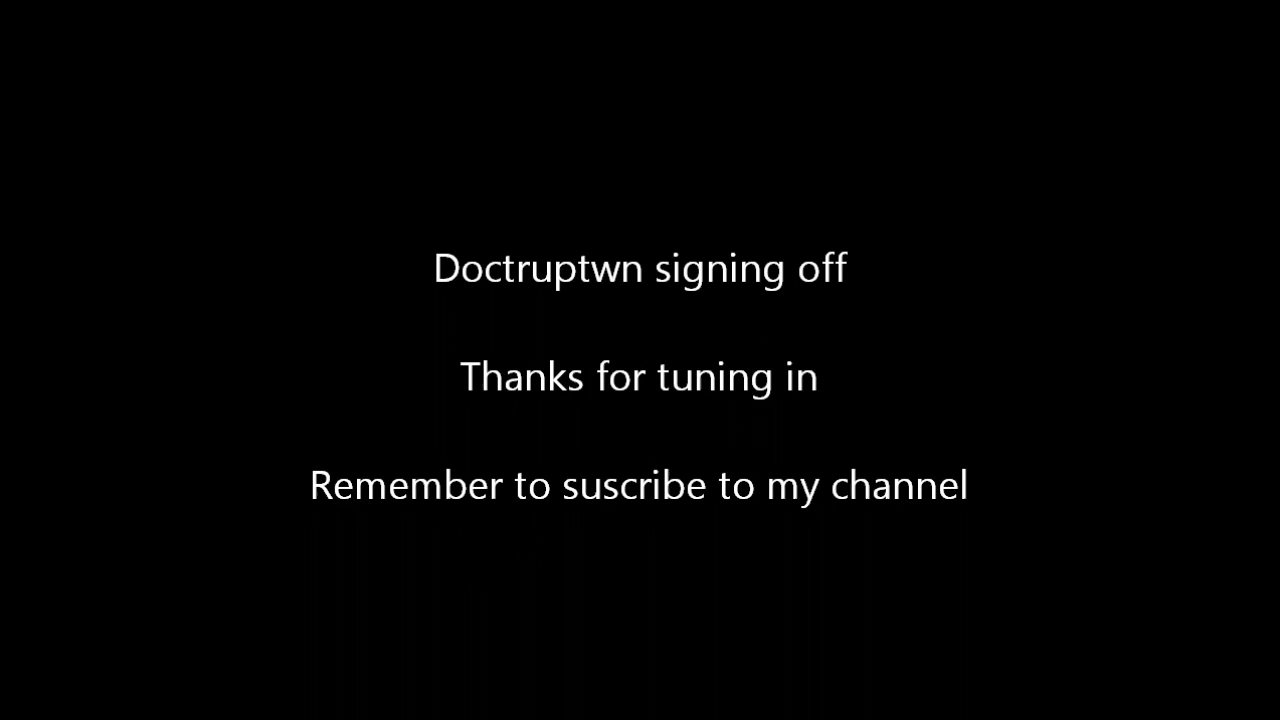 Doctruptwn signing off
Thanks for tuning in
Remember to suscribe to my channel